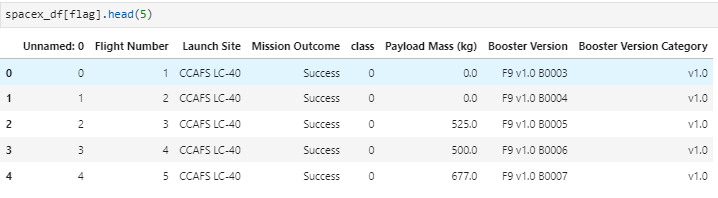 spacex_df[flag].head(5)
Unnamed: 0 Flight Number Launch Site Mission Outcome class Payload Mass (kg) Booster Version Booster Version Category
0 0 1 CCAFS LC-40 Success 0 0.0 F9 v1.0 B0003 v1.0
1 1 2 CCAFS LC-40 Success 0 0.0 F9 v1.0 B0004 v1.0
2 2 3 CCAFS LC-40 Success 0 525.0 F9 v1.0 B0005 v1.0
3 3 4 CCAFS LC-40 Success 0 500.0 F9 v1.0 B0006 v1.0
4 4 5 CCAFS LC-40 Success 0 677.0 F9 v1.0 B0007 v1.0